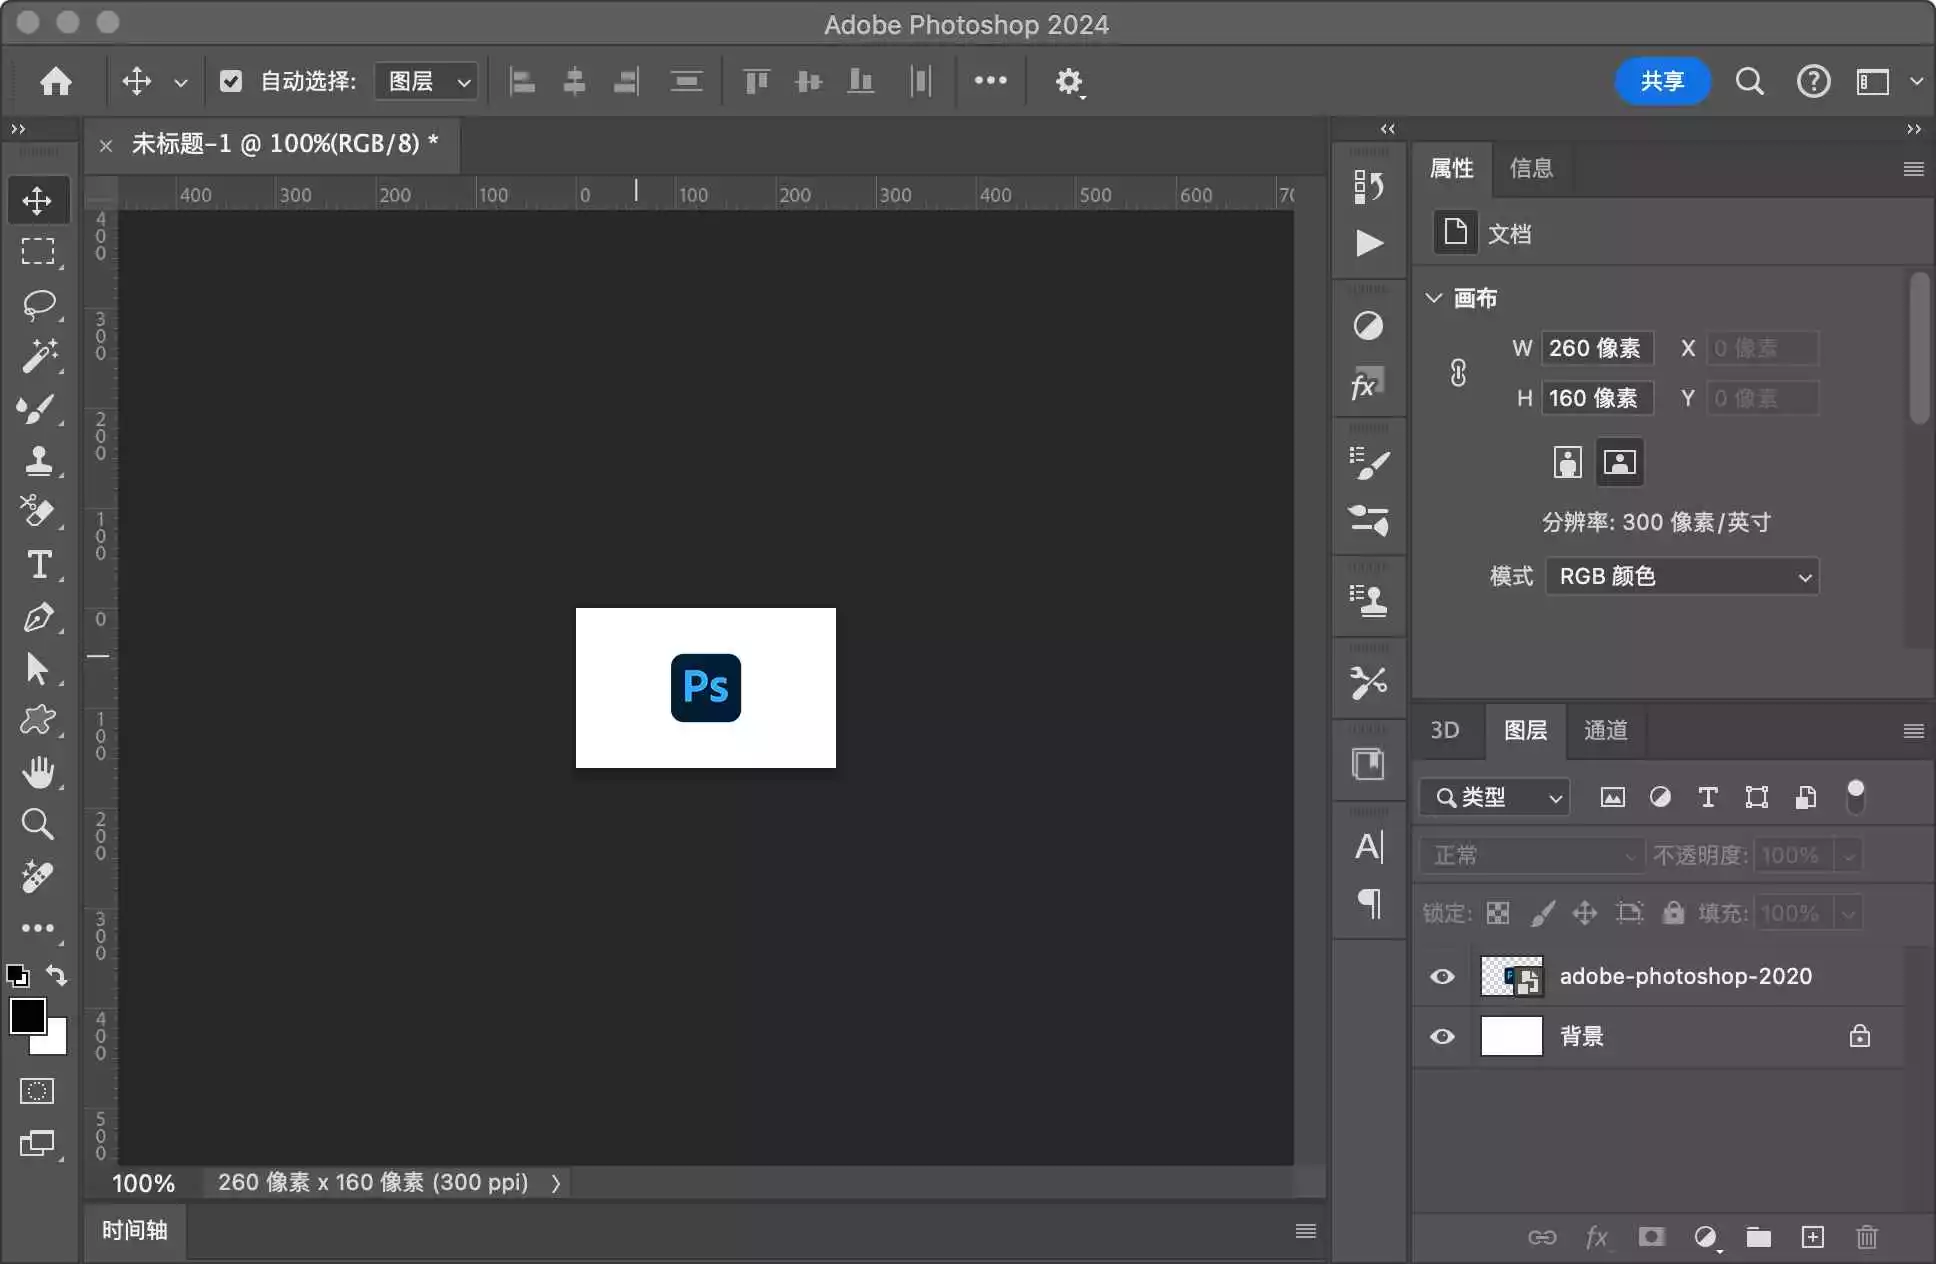 Adobe Photoshop 2024
自动选择: 图层
共享
× 未标题-1 @ 100%(RGB/8) *
400 300 200 100 0 100 200 300 400 500 600 70
400
300
200
100
0
100
200
300
400
500
Ps
100% 260 像素 x 160 像素 (300 ppi)
时间轴
属性 信息
文档
画布
W 260 像素 X 0 像素
H 160 像素 Y 0 像素
分辨率: 300 像素/英寸
模式 RGB 颜色
3D 图层 通道
类型
正常 不透明度: 100%
锁定: 填充: 100%
adobe-photoshop-2020
背景